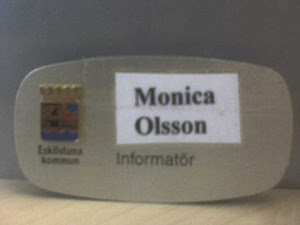 Monica
Olsson
Eskilstuna
kommun
Informatör